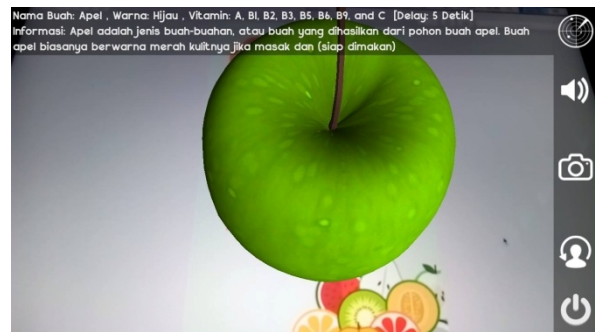 Nama Buah: Apel , Warna: Hijau , Vitamin: A, B1, B2, B3, B5, B6, B9, and C [Delay: 5 Detik]
Informasi: Apel adalah jenis buah-buahan, atau buah yang dihasilkan dari pohon buah apel. Buah
apel biasanya berwarna merah kulitnya jika masak dan (siap dimakan)